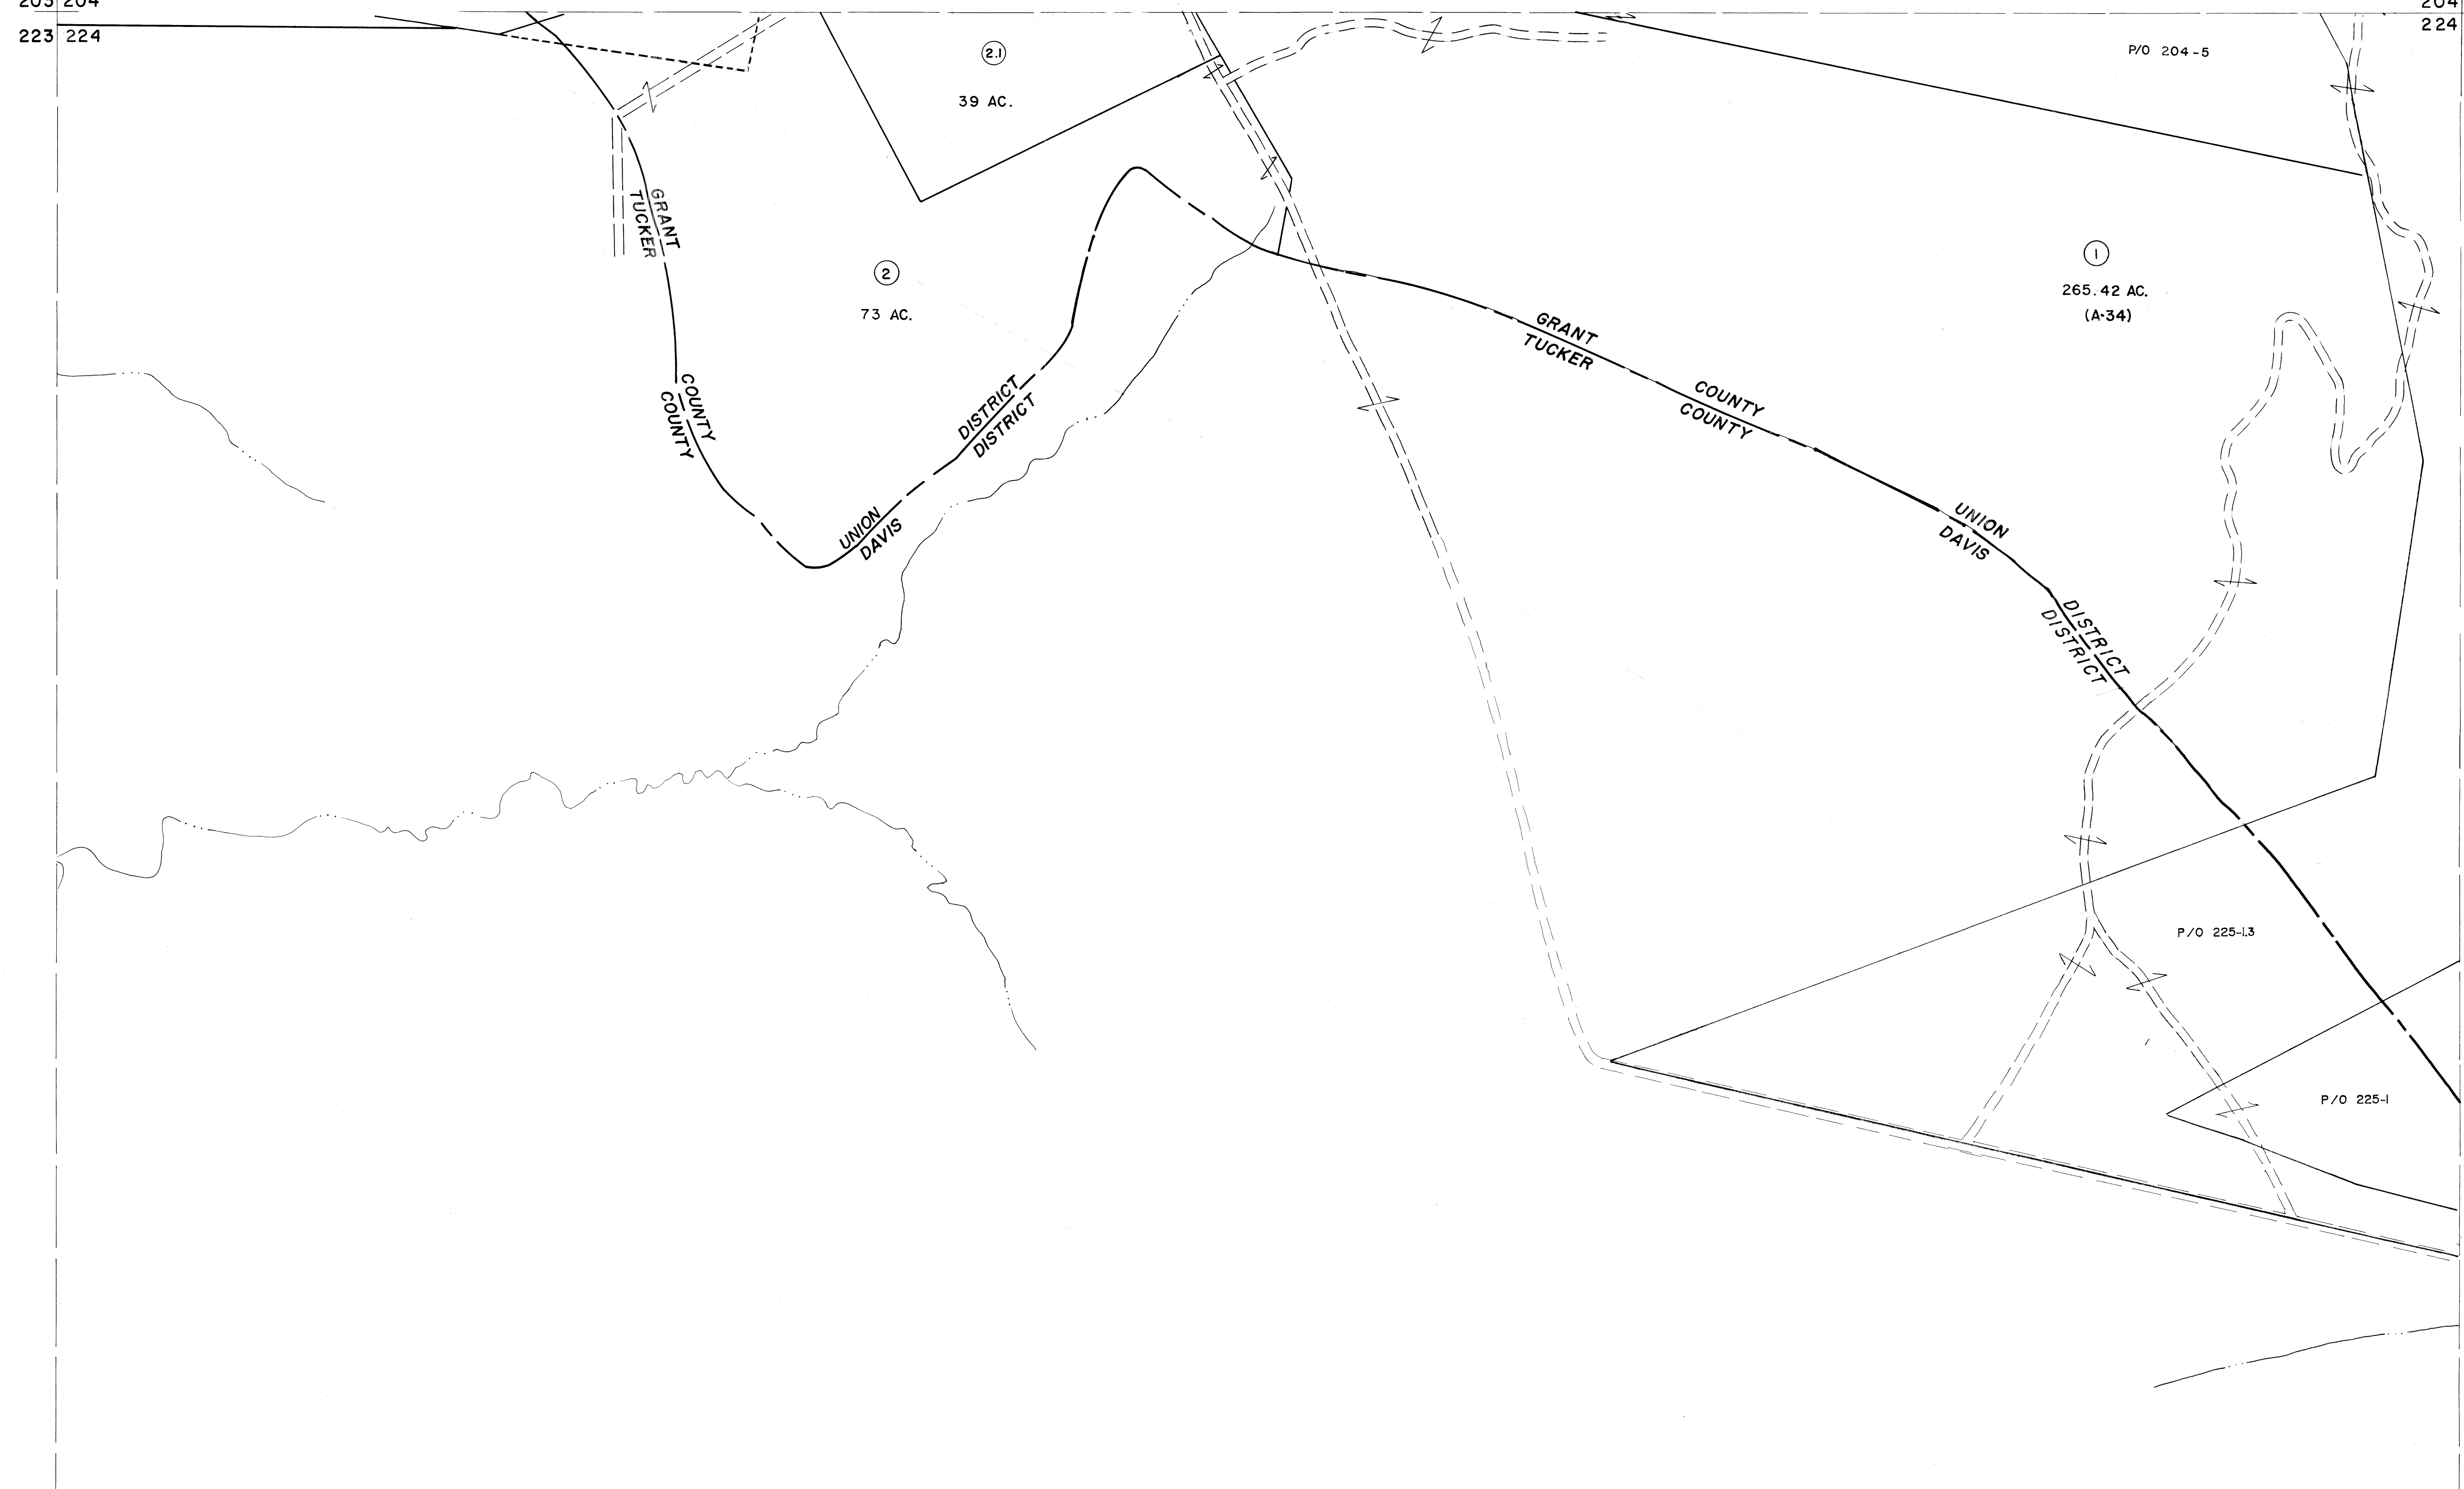 203 204
204
223 224
224
2.1
39 AC.
P/O 204-5
GRANT
TUCKER
2
73 AC.
1
265.42 AC.
(A-34)
GRANT
TUCKER
COUNTY
COUNTY
DISTRICT
DISTRICT
COUNTY
COUNTY
UNION
DAVIS
UNION
DAVIS
DISTRICT
DISTRICT
P/O 225-1.3
P/O 225-1